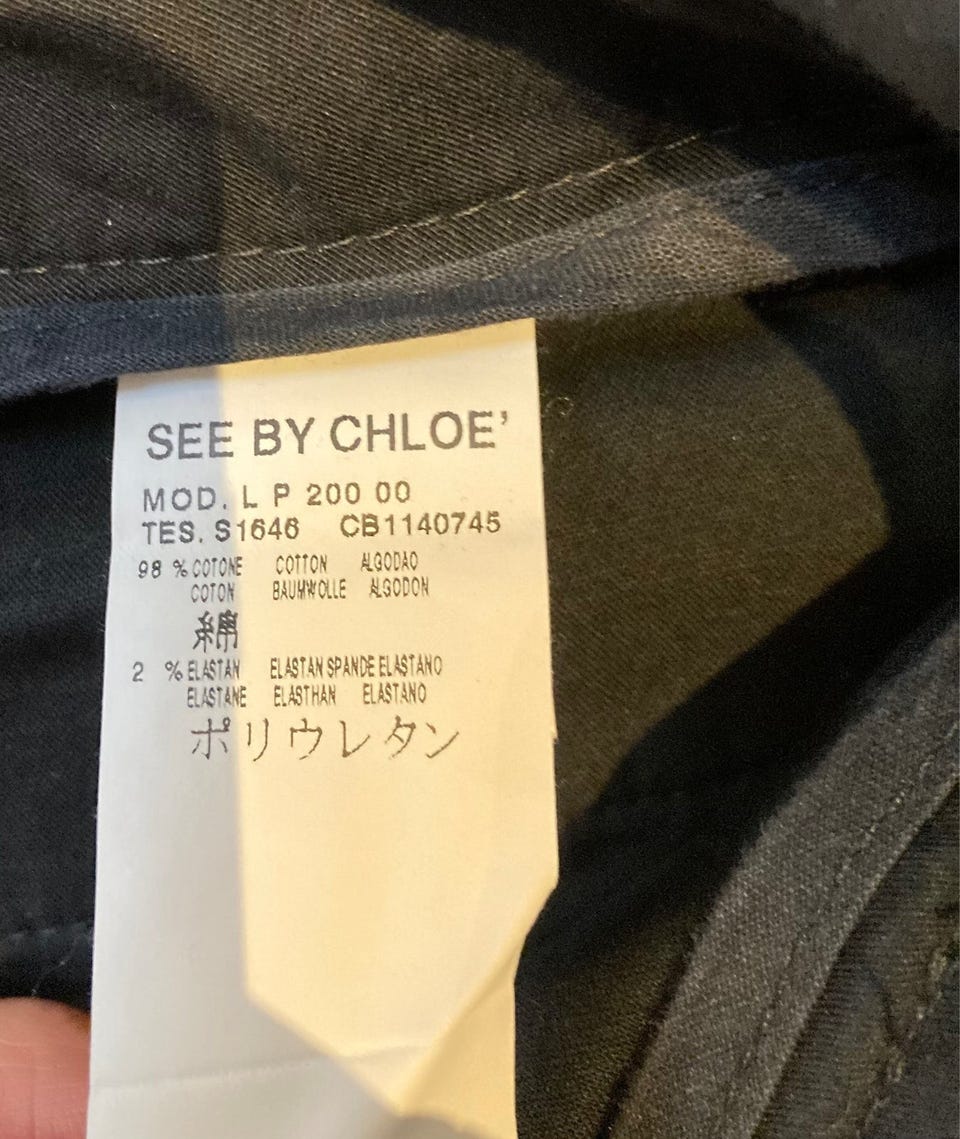 SEE BY CHLOE'
MOD. L P 200 00
TES. S1646 CB1140745
98 % COTONE COTTON ALGODAO
COTON BAUMWOLLE ALGODON
綿
2 % ELASTAN ELASTAN SPANDE ELASTANO
ELASTANE ELASTHAN ELASTANO
ポリウレタン